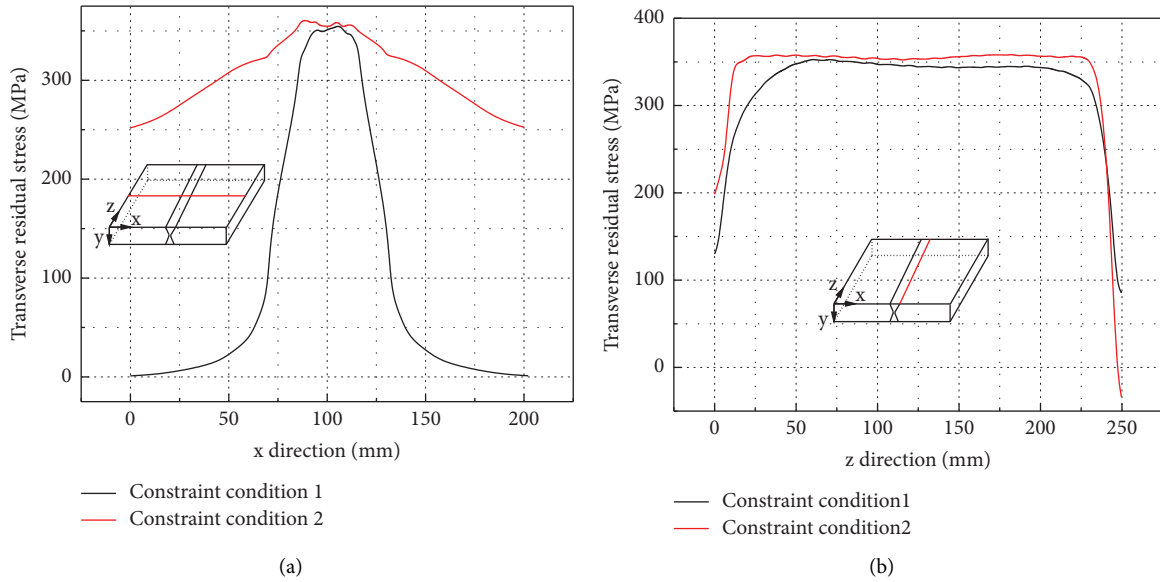 Transverse residual stress (MPa)
300
200
100
0
z
x
y
0
50
100
150
200
x direction (mm)
Constraint condition 1
Constraint condition 2
(a)
Transverse residual stress (MPa)
400
300
200
100
0
z
x
y
0
50
100
150
200
250
z direction (mm)
Constraint condition1
Constraint condition2
(b)